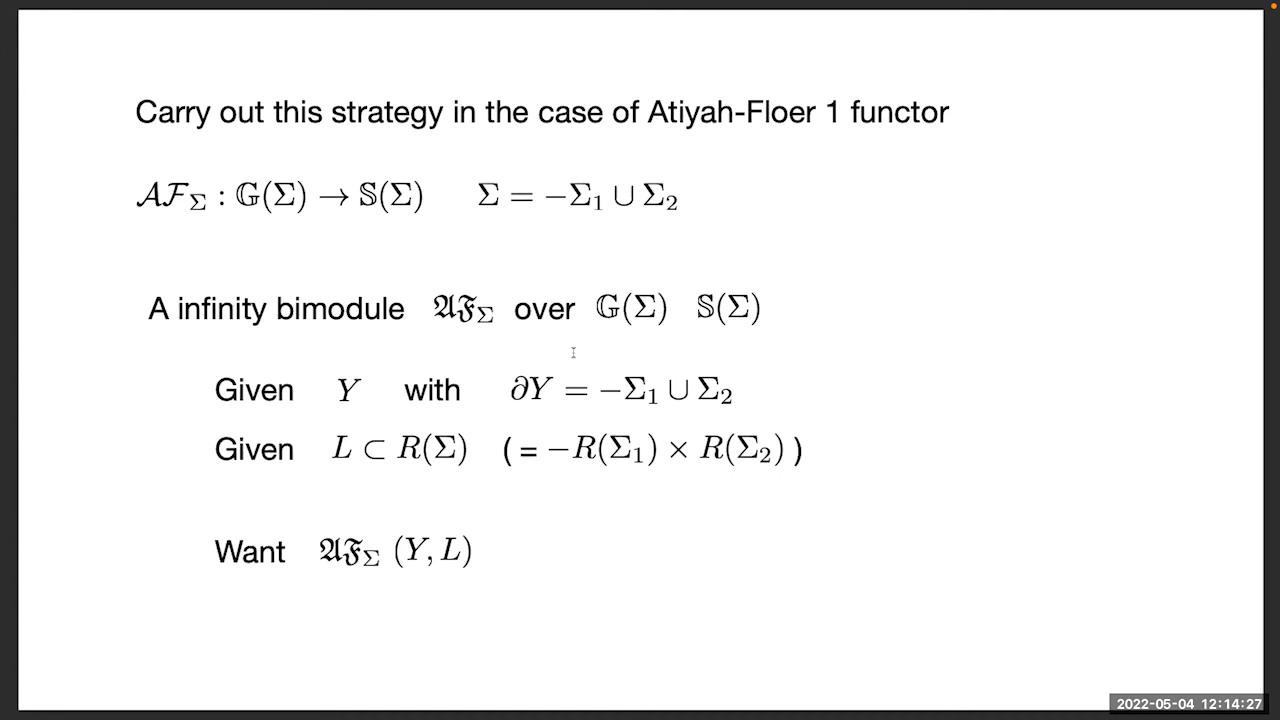 Carry out this strategy in the case of Atiyah-Floer 1 functor
𝒜ℱ_Σ : 𝔾(Σ) → 𝕊(Σ) Σ = −Σ₁ ∪ Σ₂
A infinity bimodule 𝔄𝔉_Σ over 𝔾(Σ) 𝕊(Σ)
Given Y with ∂Y = −Σ₁ ∪ Σ₂
Given L ⊂ R(Σ) ( = −R(Σ₁) × R(Σ₂) )
Want 𝔄𝔉_Σ (Y, L)
2022-05-04 12:14:27